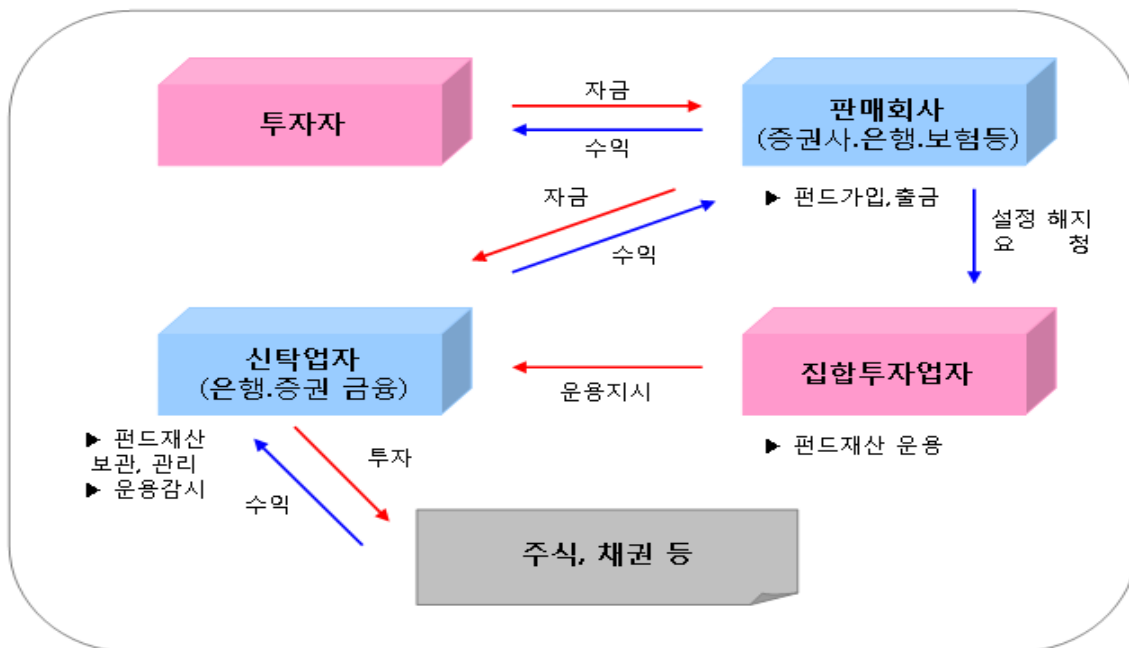 투자자
자금
수익
판매회사
(증권사.은행.보험등)
▶ 펀드가입,출금
자금
수익
설정 해지
요 청
신탁업자
(은행.증권 금융)
운용지시
집합투자업자
▶ 펀드재산
보관, 관리
▶ 운용감시
▶ 펀드재산 운용
투자
수익
주식, 채권 등